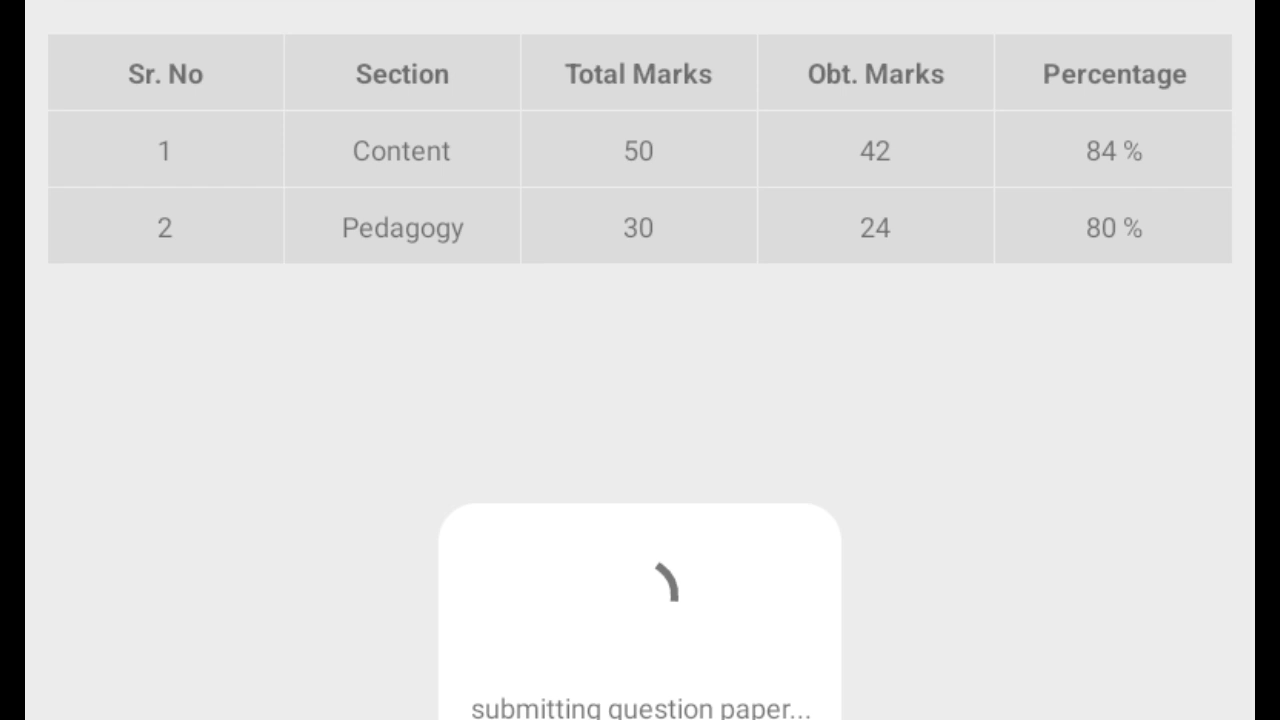 Sr. No Section Total Marks Obt. Marks Percentage
1 Content 50 42 84 %
2 Pedagogy 30 24 80 %
submitting question paper...